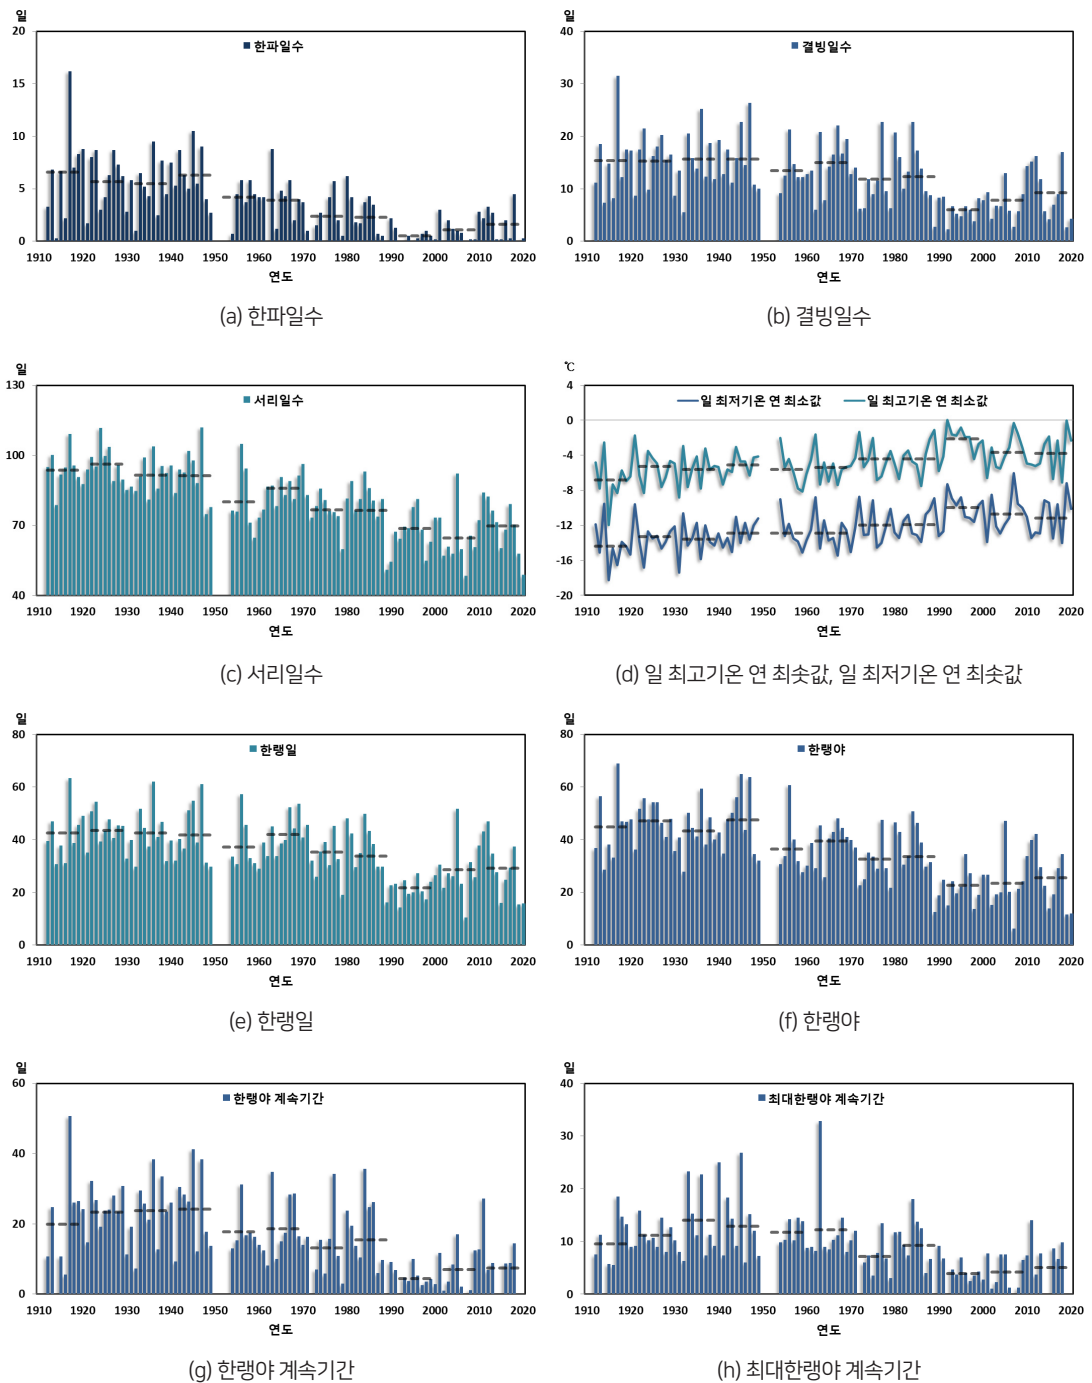 일
20
15
10
5
0
한파일수
1910 1920 1930 1940 1950 1960 1970 1980 1990 2000 2010 2020
연도
(a) 한파일수
일
40
30
20
10
0
결빙일수
1910 1920 1930 1940 1950 1960 1970 1980 1990 2000 2010 2020
연도
(b) 결빙일수
일
130
100
70
40
서리일수
1910 1920 1930 1940 1950 1960 1970 1980 1990 2000 2010 2020
연도
(c) 서리일수
℃
4
0
-4
-8
-12
-16
-20
일 최저기온 연 최소값 일 최고기온 연 최소값
1910 1920 1930 1940 1950 1960 1970 1980 1990 2000 2010 2020
연도
(d) 일 최고기온 연 최솟값, 일 최저기온 연 최솟값
일
80
60
40
20
0
한랭일
1910 1920 1930 1940 1950 1960 1970 1980 1990 2000 2010 2020
연도
(e) 한랭일
일
80
60
40
20
0
한랭야
1910 1920 1930 1940 1950 1960 1970 1980 1990 2000 2010 2020
연도
(f) 한랭야
일
60
40
20
0
한랭야 계속기간
1910 1920 1930 1940 1950 1960 1970 1980 1990 2000 2010 2020
연도
(g) 한랭야 계속기간
일
40
30
20
10
0
최대한랭야 계속기간
1910 1920 1930 1940 1950 1960 1970 1980 1990 2000 2010 2020
연도
(h) 최대한랭야 계속기간